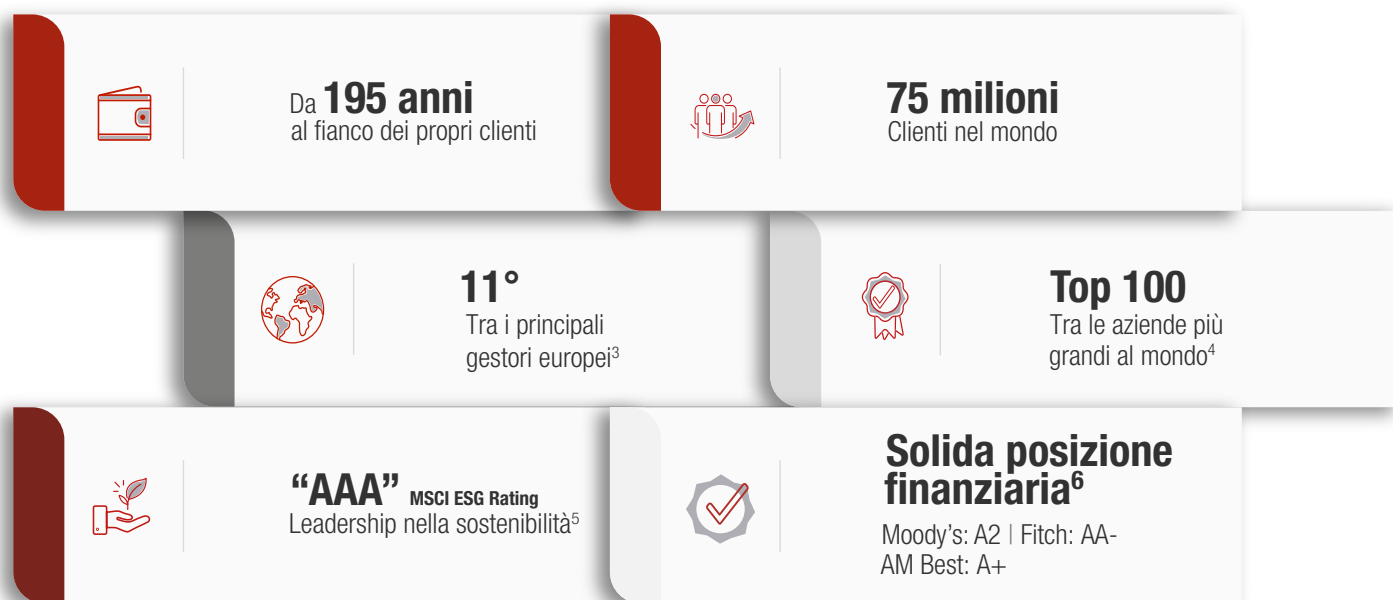 Da 195 anni
al fianco dei propri clienti
75 milioni
Clienti nel mondo
11°
Tra i principali
gestori europei³
Top 100
Tra le aziende più
grandi al mondo⁴
“AAA” MSCI ESG Rating
Leadership nella sostenibilità⁵
Solida posizione
finanziaria⁶
Moody's: A2 | Fitch: AA-
AM Best: A+